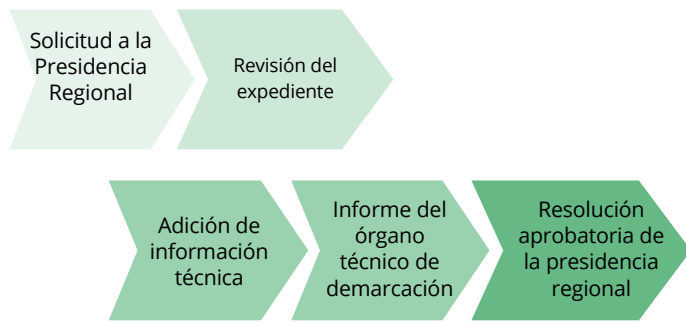 Solicitud a la
Presidencia
Regional
Revisión del
expediente
Adición de
información
técnica
Informe del
órgano
técnico de
demarcación
Resolución
aprobatoria de
la presidencia
regional